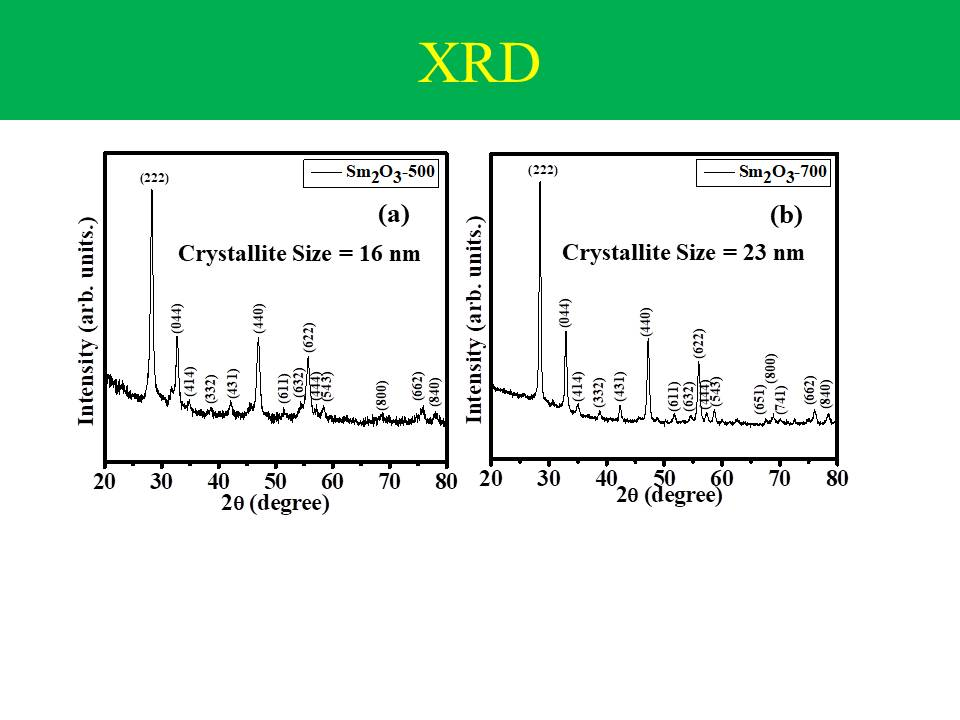 XRD
Sm2O3-500
(222)
(a)
Crystallite Size = 16 nm
(044)
(414)
(332)
(431)
(440)
(611)
(632)
(622)
(444)
(543)
(800)
(662)
(840)
Intensity (arb. units.)
20 30 40 50 60 70 80
2θ (degree)
Sm2O3-700
(222)
(b)
Crystallite Size = 23 nm
(044)
(414)
(332)
(431)
(440)
(611)
(632)
(622)
(444)
(543)
(651)
(800)
(741)
(662)
(840)
Intensity (arb. units.)
20 30 40 50 60 70 80
2θ (degree)